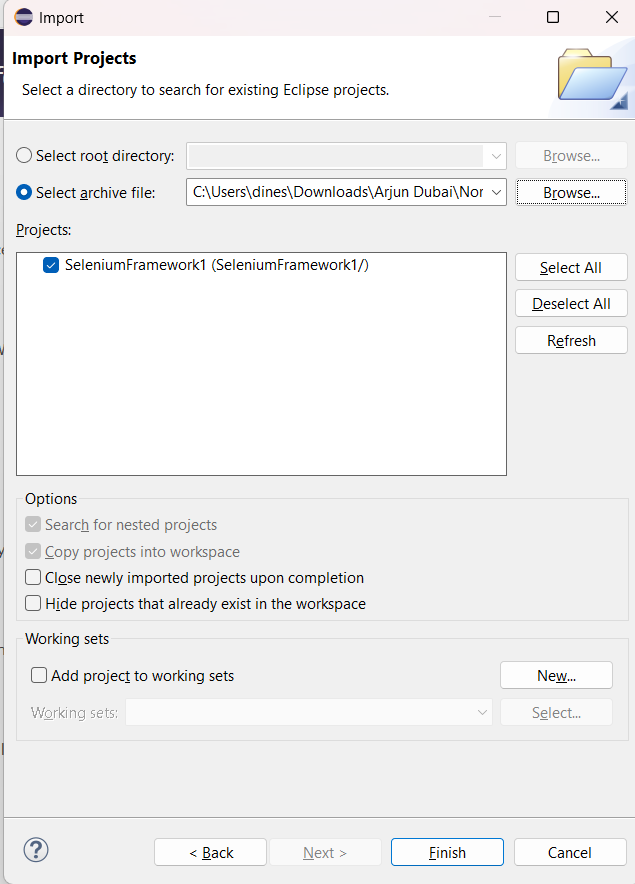 Import
Import Projects
Select a directory to search for existing Eclipse projects.
Select root directory:
Browse...
Select archive file:
C:\Users\dines\Downloads\Arjun Dubai\Nor
Browse...
Projects:
SeleniumFramework1 (SeleniumFramework1/)
Select All
Deselect All
Refresh
Options
Search for nested projects
Copy projects into workspace
Close newly imported projects upon completion
Hide projects that already exist in the workspace
Working sets
Add project to working sets
New...
Working sets:
Select...
?
< Back
Next >
Finish
Cancel